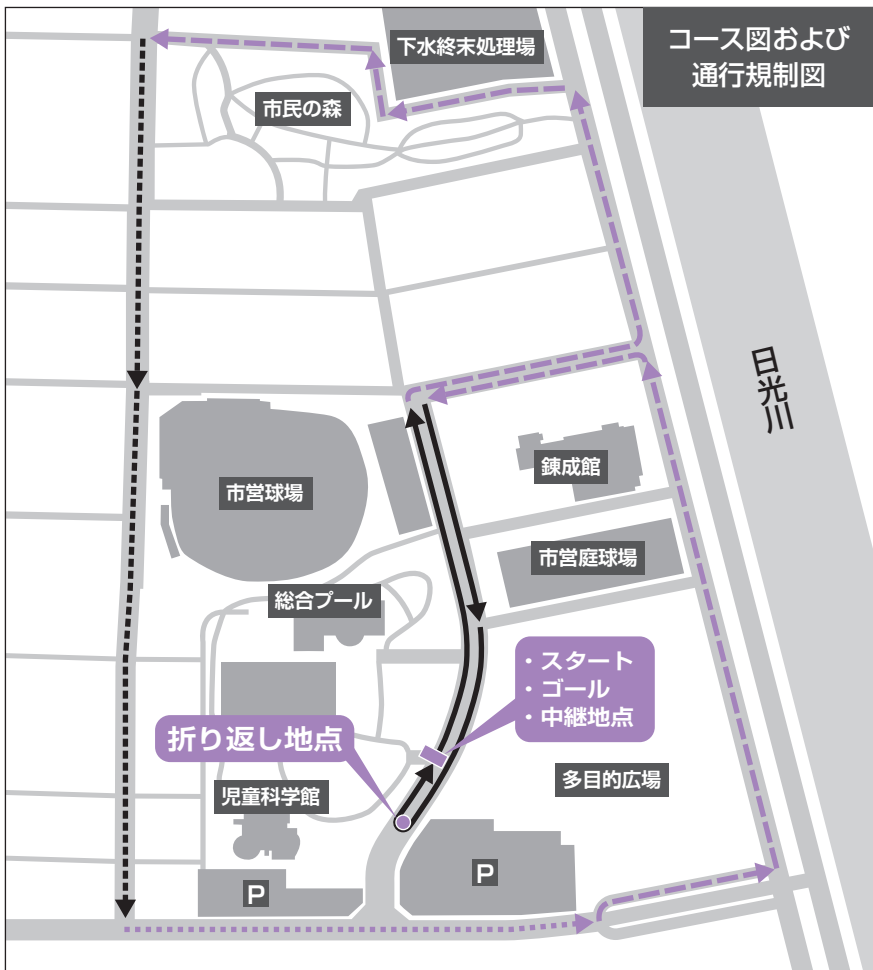 コース図および
通行規制図
下水終末処理場
市民の森
日光川
錬成館
市営球場
市営庭球場
総合プール
・スタート
・ゴール
・中継地点
折り返し地点
多目的広場
児童科学館
P
P